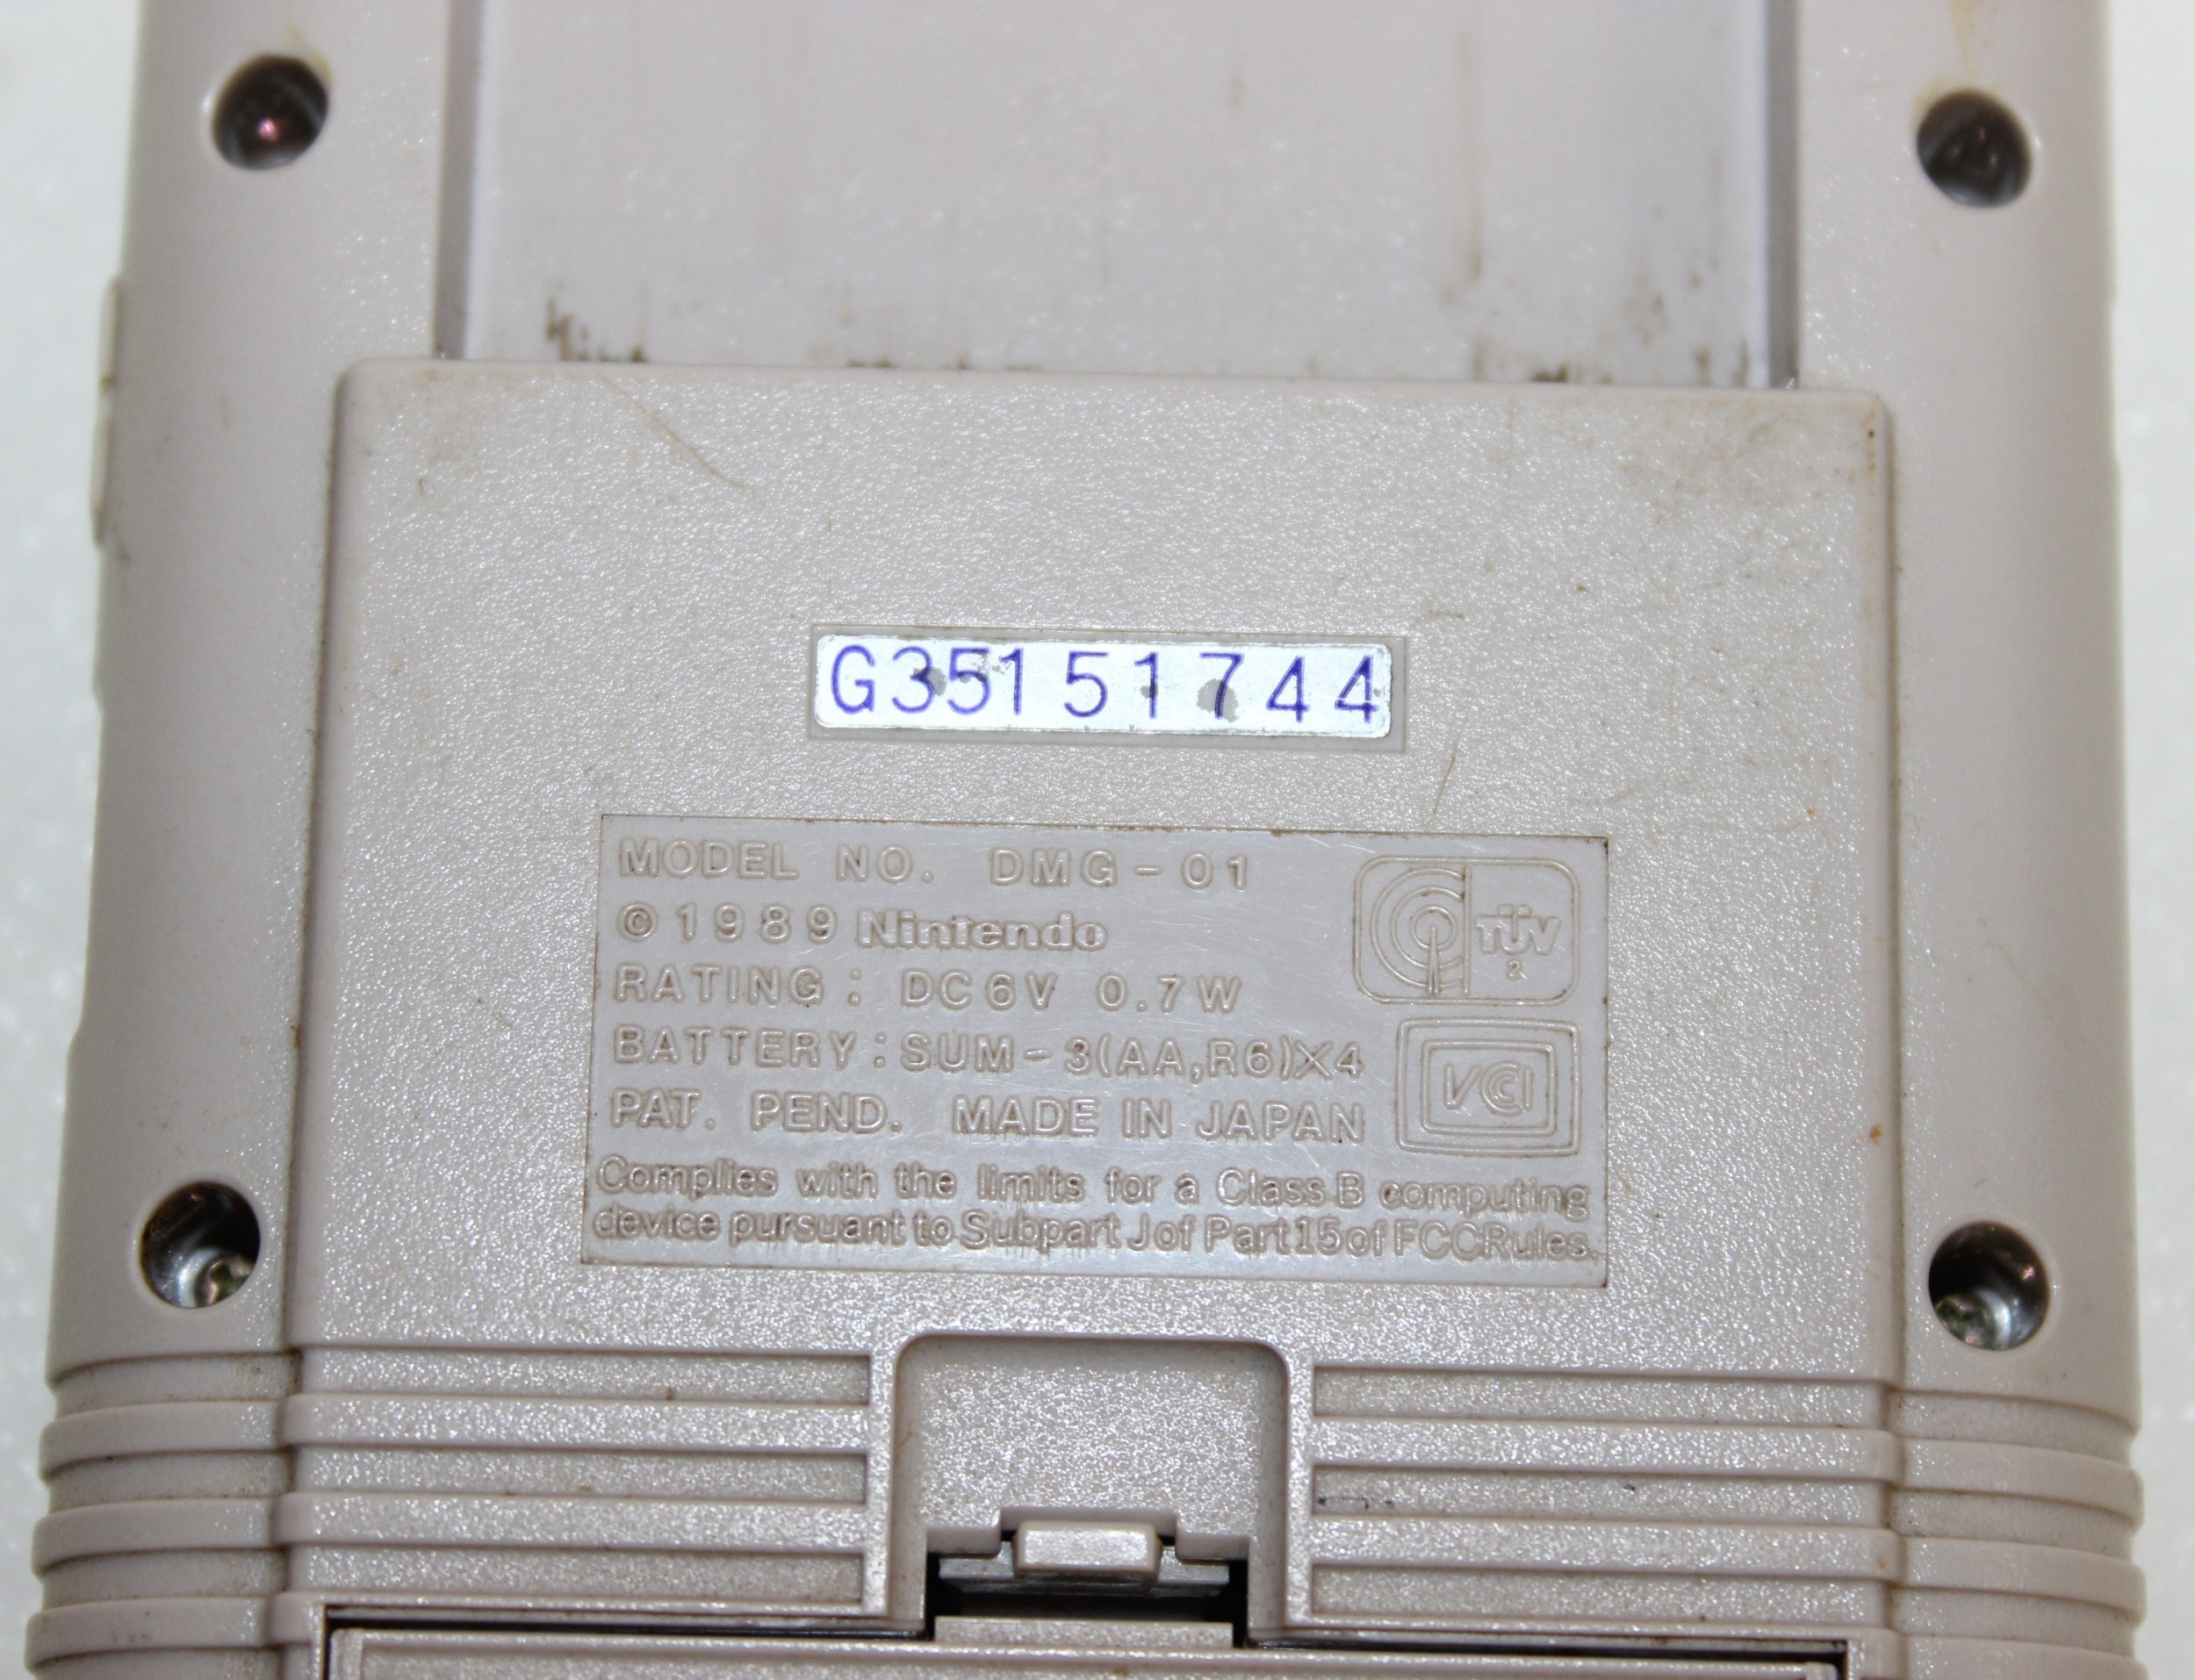 G35151744
MODEL NO. DMG-01
© 1989 Nintendo
RATING: DC6V 0.7W
BATTERY: SUM-3(AA,R6)X4
PAT. PEND. MADE IN JAPAN
Complies with the limits for a Class B computing
device pursuant to Subpart J of Part 15 of FCC Rules.
TÜV
2
VCI